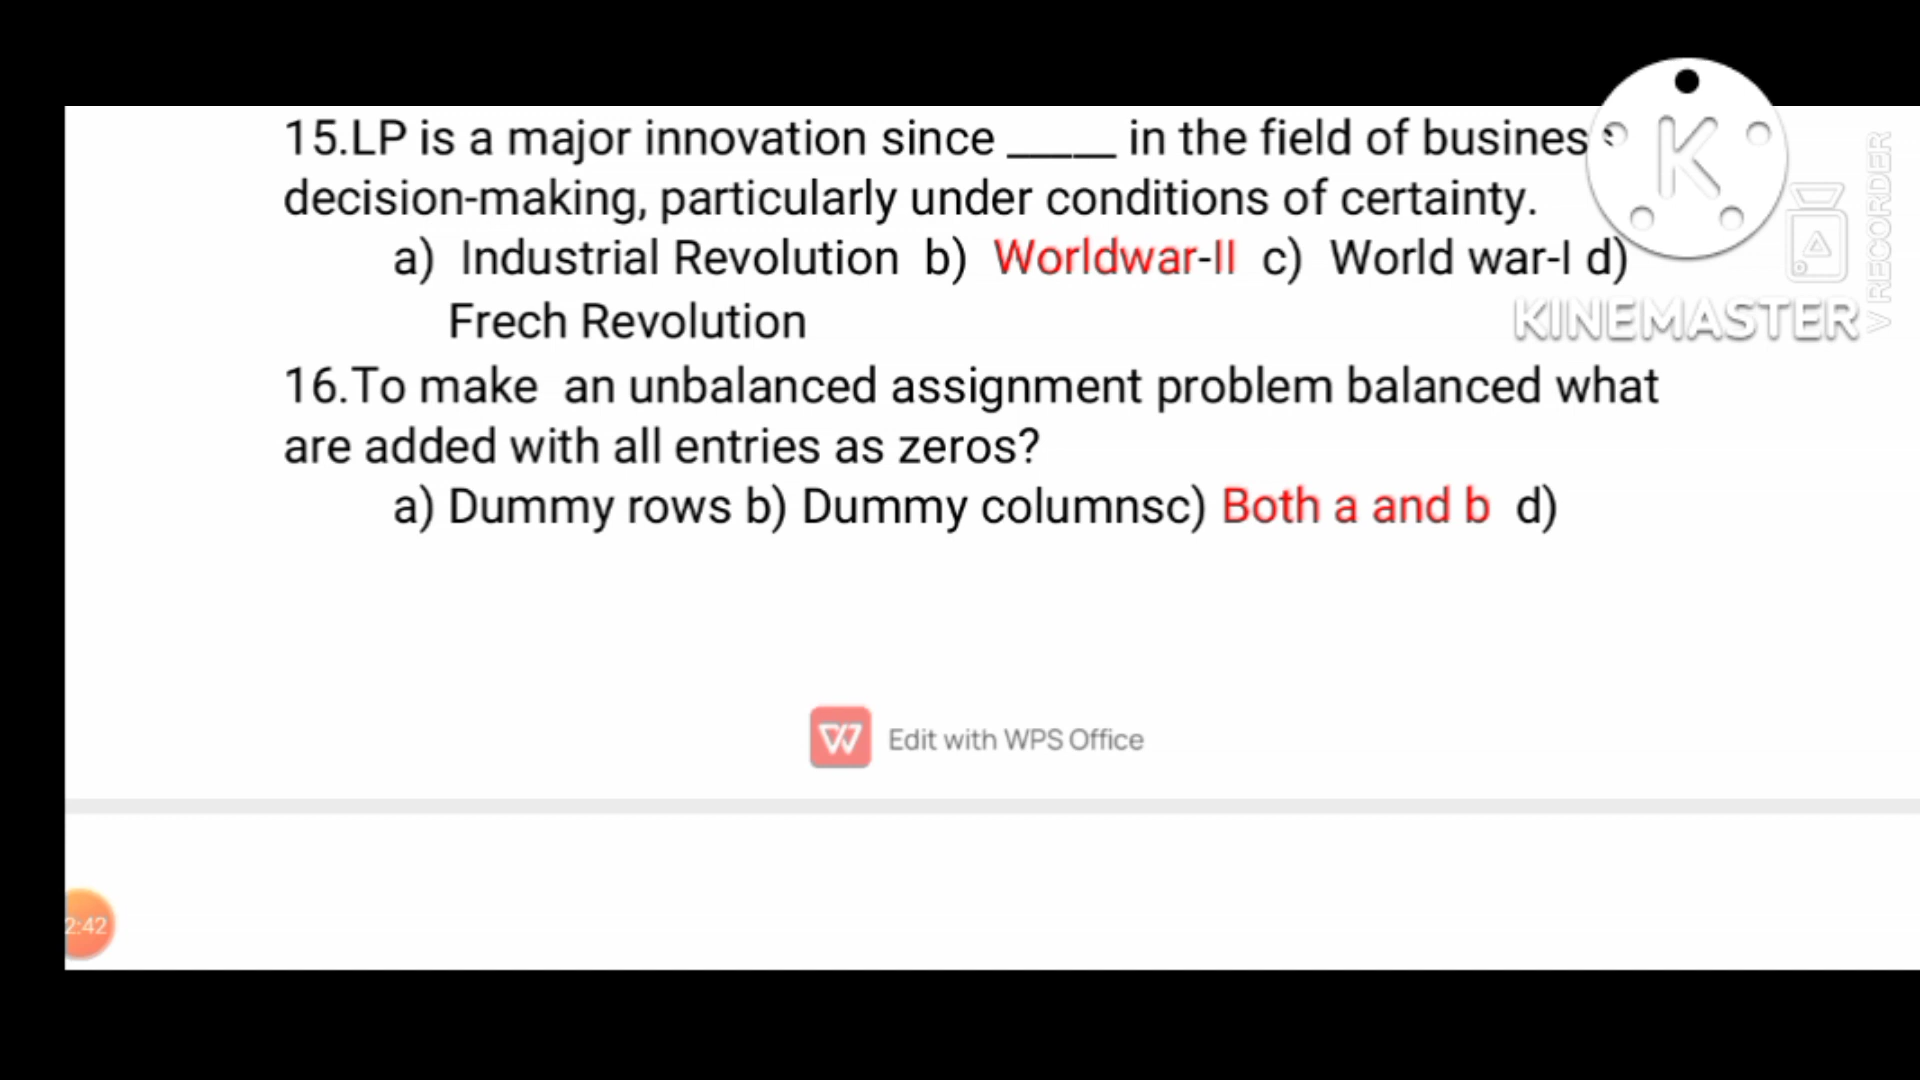 15.LP is a major innovation since _____ in the field of busines
decision-making, particularly under conditions of certainty.
a) Industrial Revolution b) Worldwar-II c) World war-I d)
Frech Revolution
16.To make an unbalanced assignment problem balanced what
are added with all entries as zeros?
a) Dummy rows b) Dummy columnsc) Both a and b d)
K
KINEMASTER
V RECORDER
W Edit with WPS Office
2:42